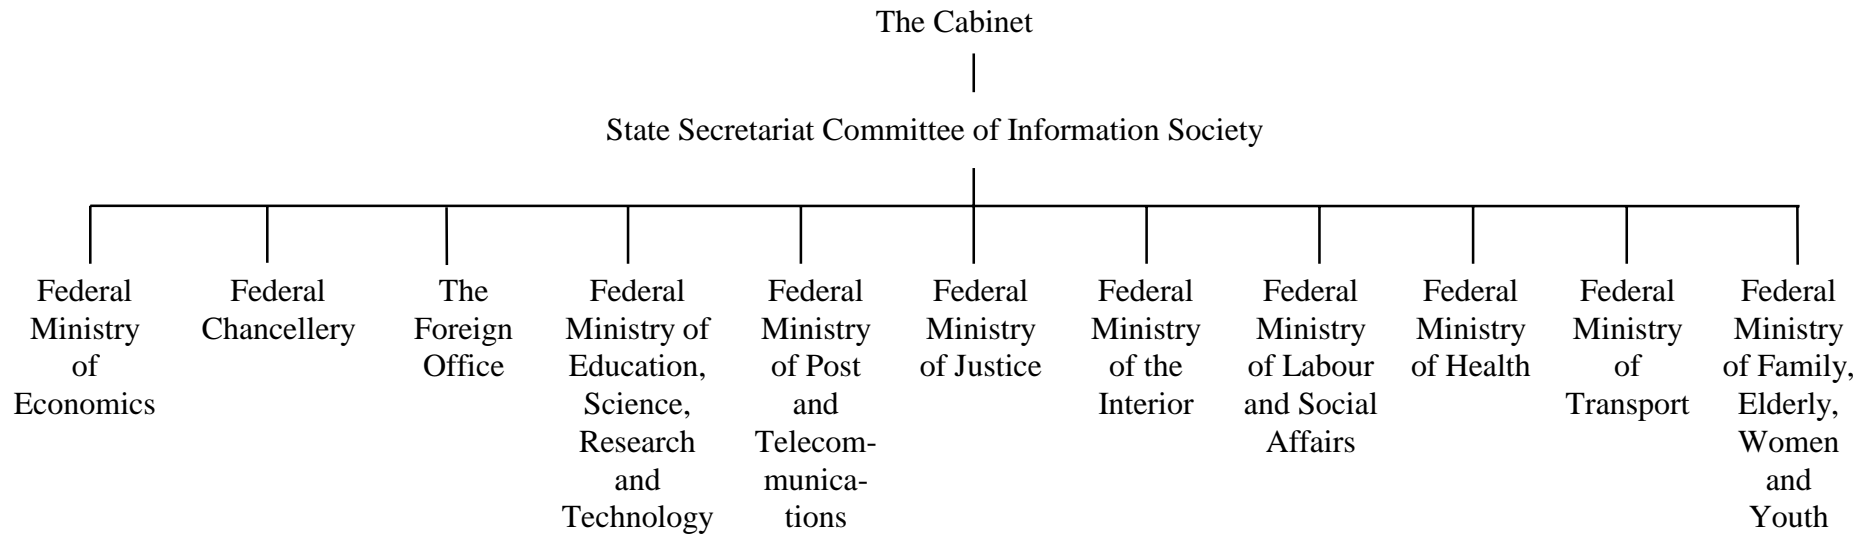 The Cabinet
State Secretariat Committee of Information Society
Federal
Ministry
of
Economics
Federal
Chancellery
The
Foreign
Office
Federal
Ministry of
Education,
Science,
Research
and
Technology
Federal
Ministry
of Post
and
Telecom-
munica-
tions
Federal
Ministry
of Justice
Federal
Ministry
of the
Interior
Federal
Ministry
of Labour
and Social
Affairs
Federal
Ministry
of Health
Federal
Ministry
of
Transport
Federal
Ministry
of Family,
Elderly,
Women
and
Youth